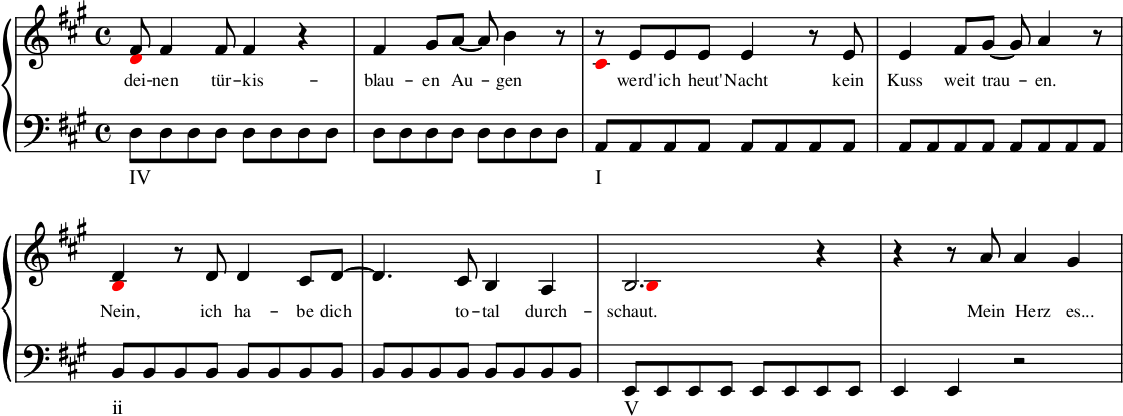 dei-nen tür-kis - blau - en Au - gen werd'ich heut'Nacht kein Kuss weit trau - en.
IV I
Nein, ich ha - be dich to-tal durch - schaut. Mein Herz es...
ii V